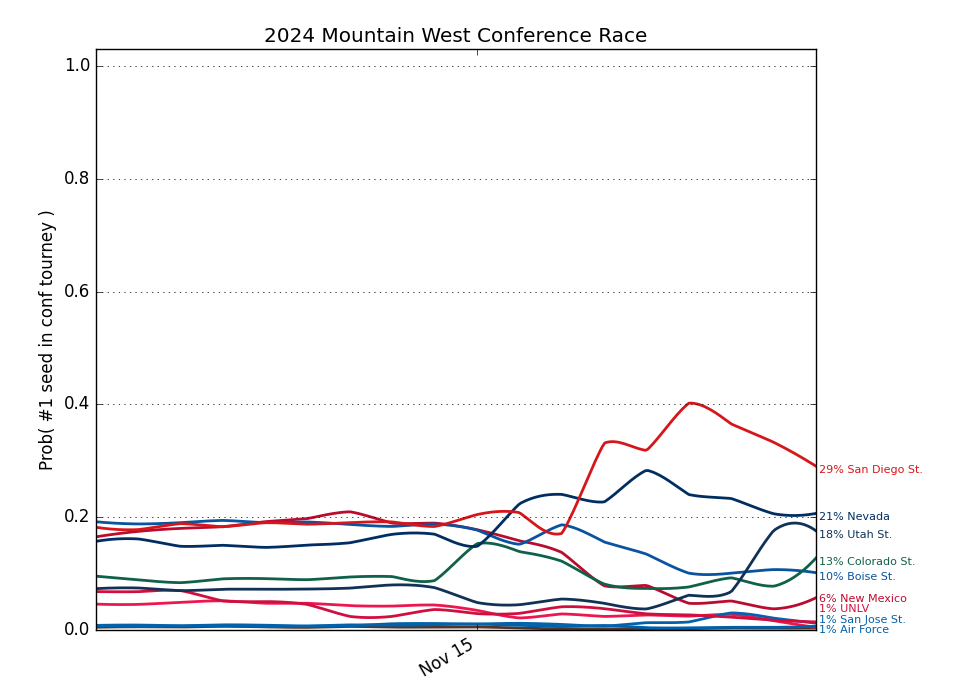 2024 Mountain West Conference Race
Prob( #1 seed in conf tourney )
1.0
0.8
0.6
0.4
0.2
0.0
Nov 15
29% San Diego St.
21% Nevada
18% Utah St.
13% Colorado St.
10% Boise St.
6% New Mexico
1% UNLV
1% San Jose St.
1% Air Force